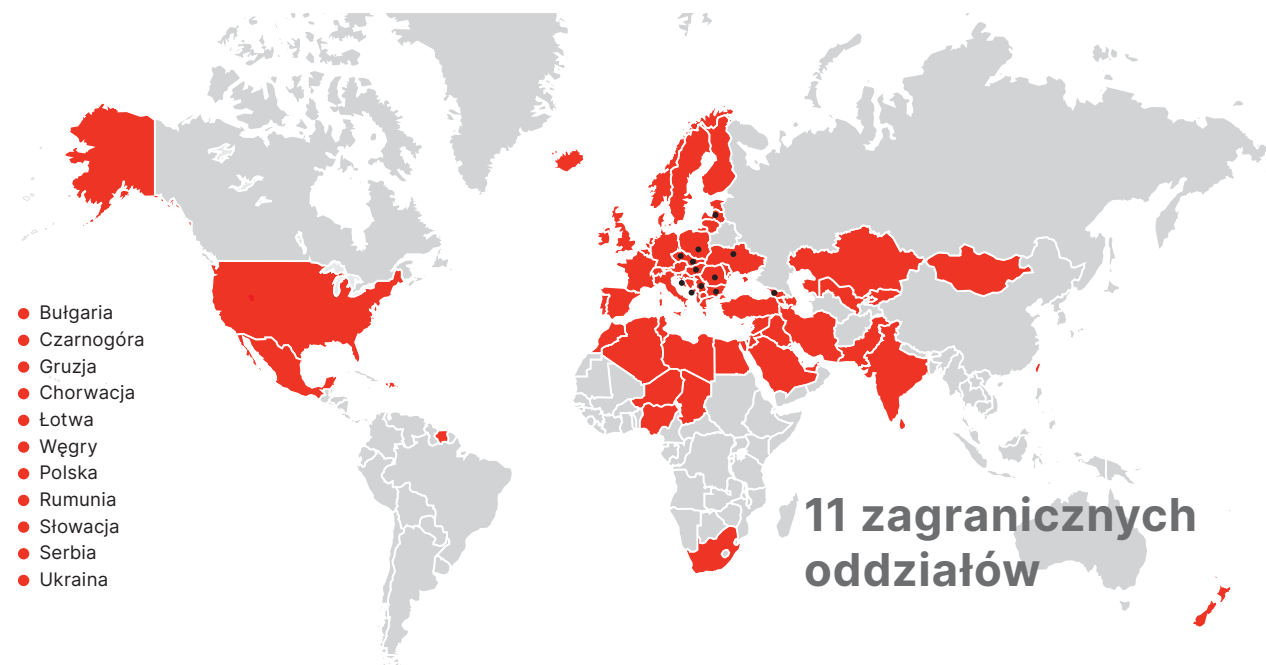 Bułgaria
Czarnogóra
Gruzja
Chorwacja
Łotwa
Węgry
Polska
Rumunia
Słowacja
Serbia
Ukraina
11 zagranicznych
oddziałów